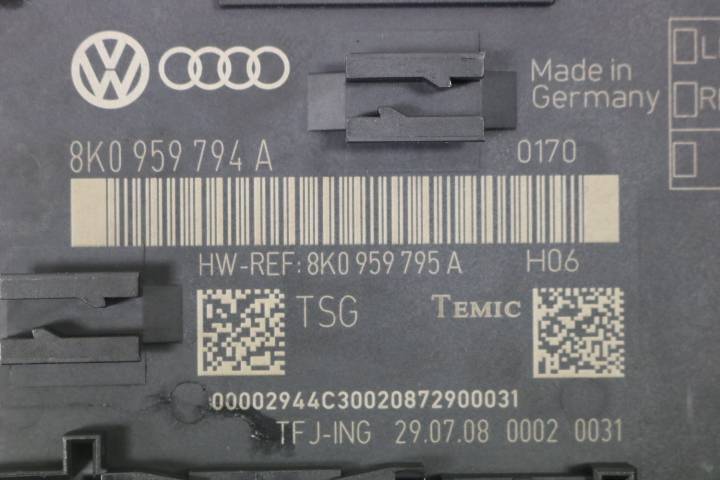 Made in
Germany
8K0 959 794 A 0170
HW-REF: 8K0 959 795 A H06
TSG TEMIC
00002944C30020872900031
TFJ-ING 29.07.08 0002 0031